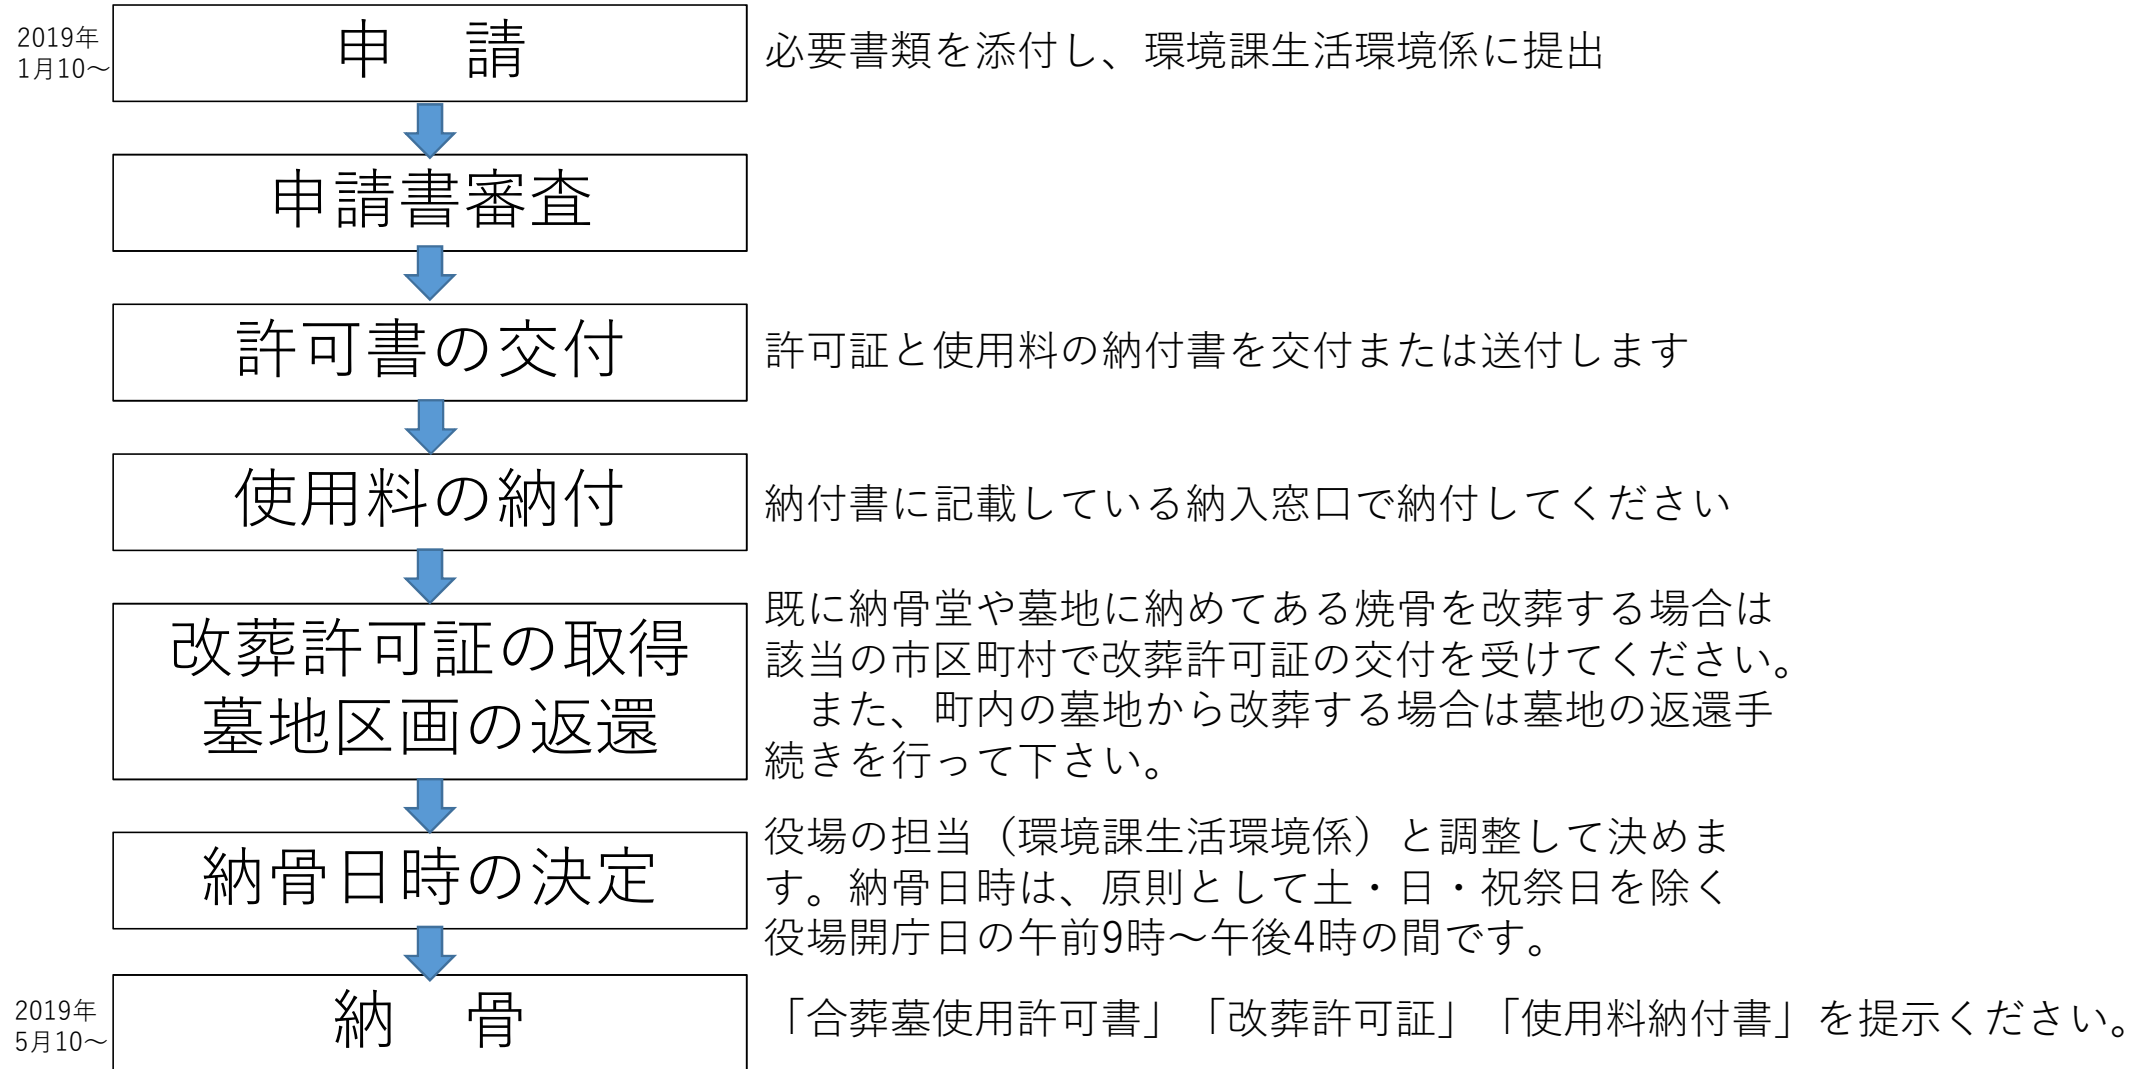 2019年
1月10～
申　請
必要書類を添付し、環境課生活環境係に提出
申請書審査
許可書の交付
許可証と使用料の納付書を交付または送付します
使用料の納付
納付書に記載している納入窓口で納付してください
改葬許可証の取得
墓地区画の返還
既に納骨堂や墓地に納めてある焼骨を改葬する場合は
該当の市区町村で改葬許可証の交付を受けてください。
　また、町内の墓地から改葬する場合は墓地の返還手
続きを行って下さい。
納骨日時の決定
役場の担当（環境課生活環境係）と調整して決めま
す。納骨日時は、原則として土・日・祝祭日を除く
役場開庁日の午前9時～午後4時の間です。
2019年
5月10～
納　骨
「合葬墓使用許可書」「改葬許可証」「使用料納付書」を提示ください。